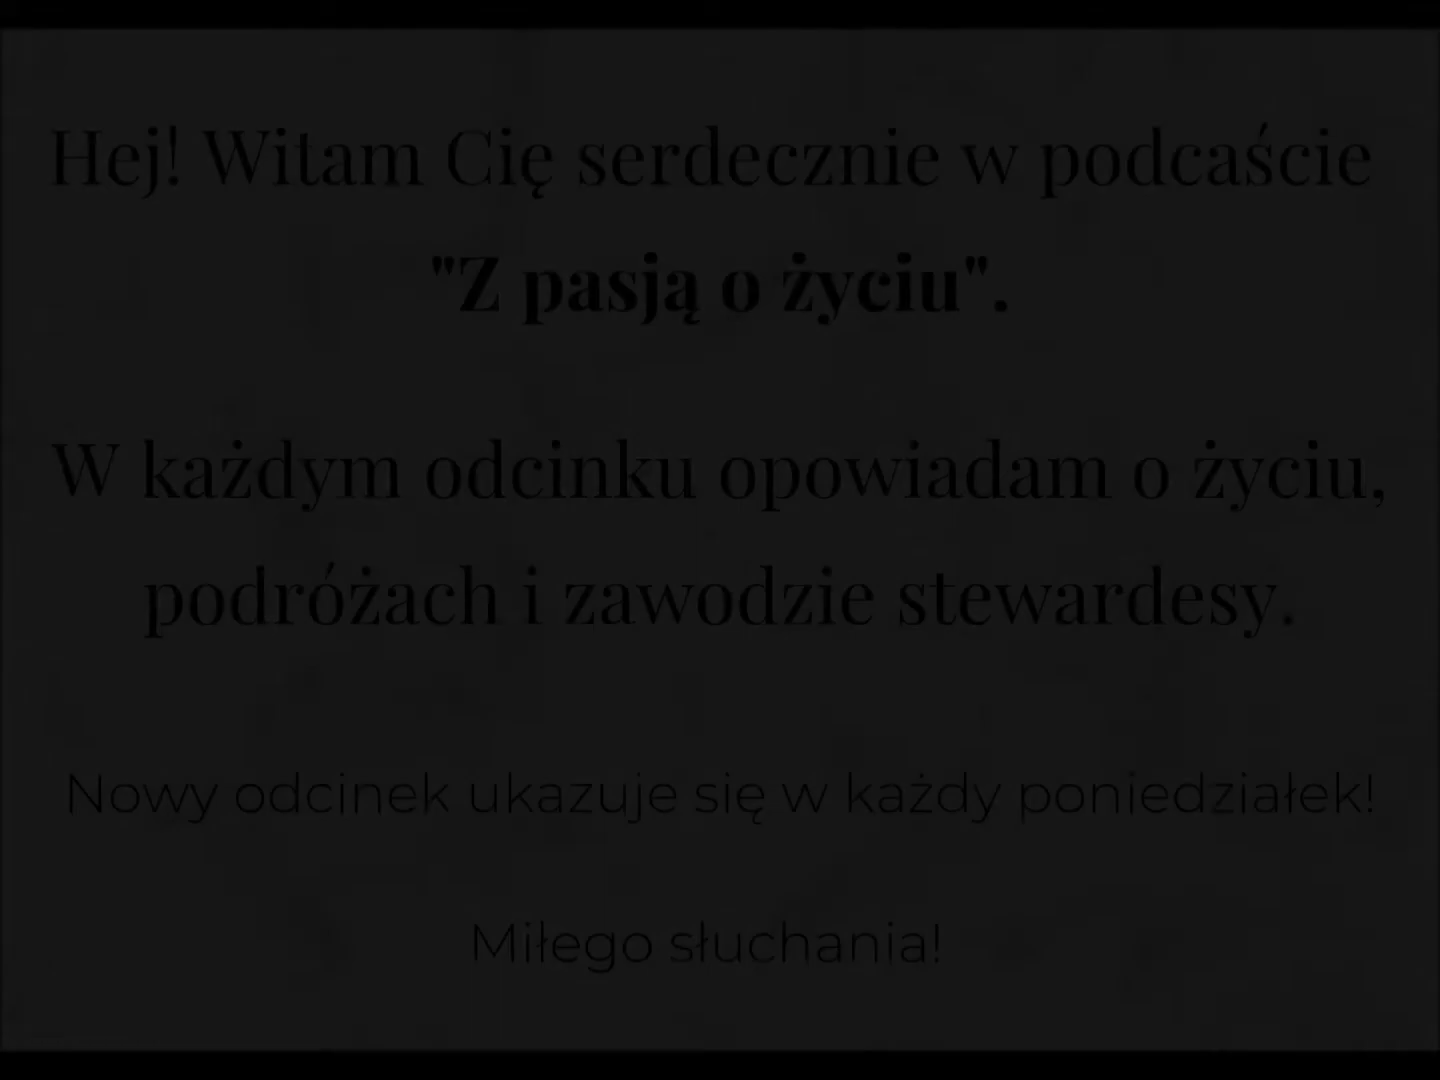 Hej! Witam Cię serdecznie w podcaście
"Z pasją o życiu".
W każdym odcinku opowiadam o życiu,
podróżach i zawodzie stewardesy.
Nowy odcinek ukazuje się w każdy poniedziałek!
Miłego słuchania!